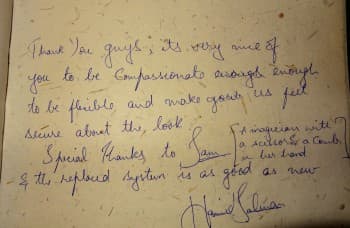 Thank You guys, its very nice of
you to be Compassionate enough enough
to be flexible, and make us feel
secure about the look.
Special thanks to Sam [A magician with
a scissors & a Comb
in her hand]
& the replaced system is as good as new